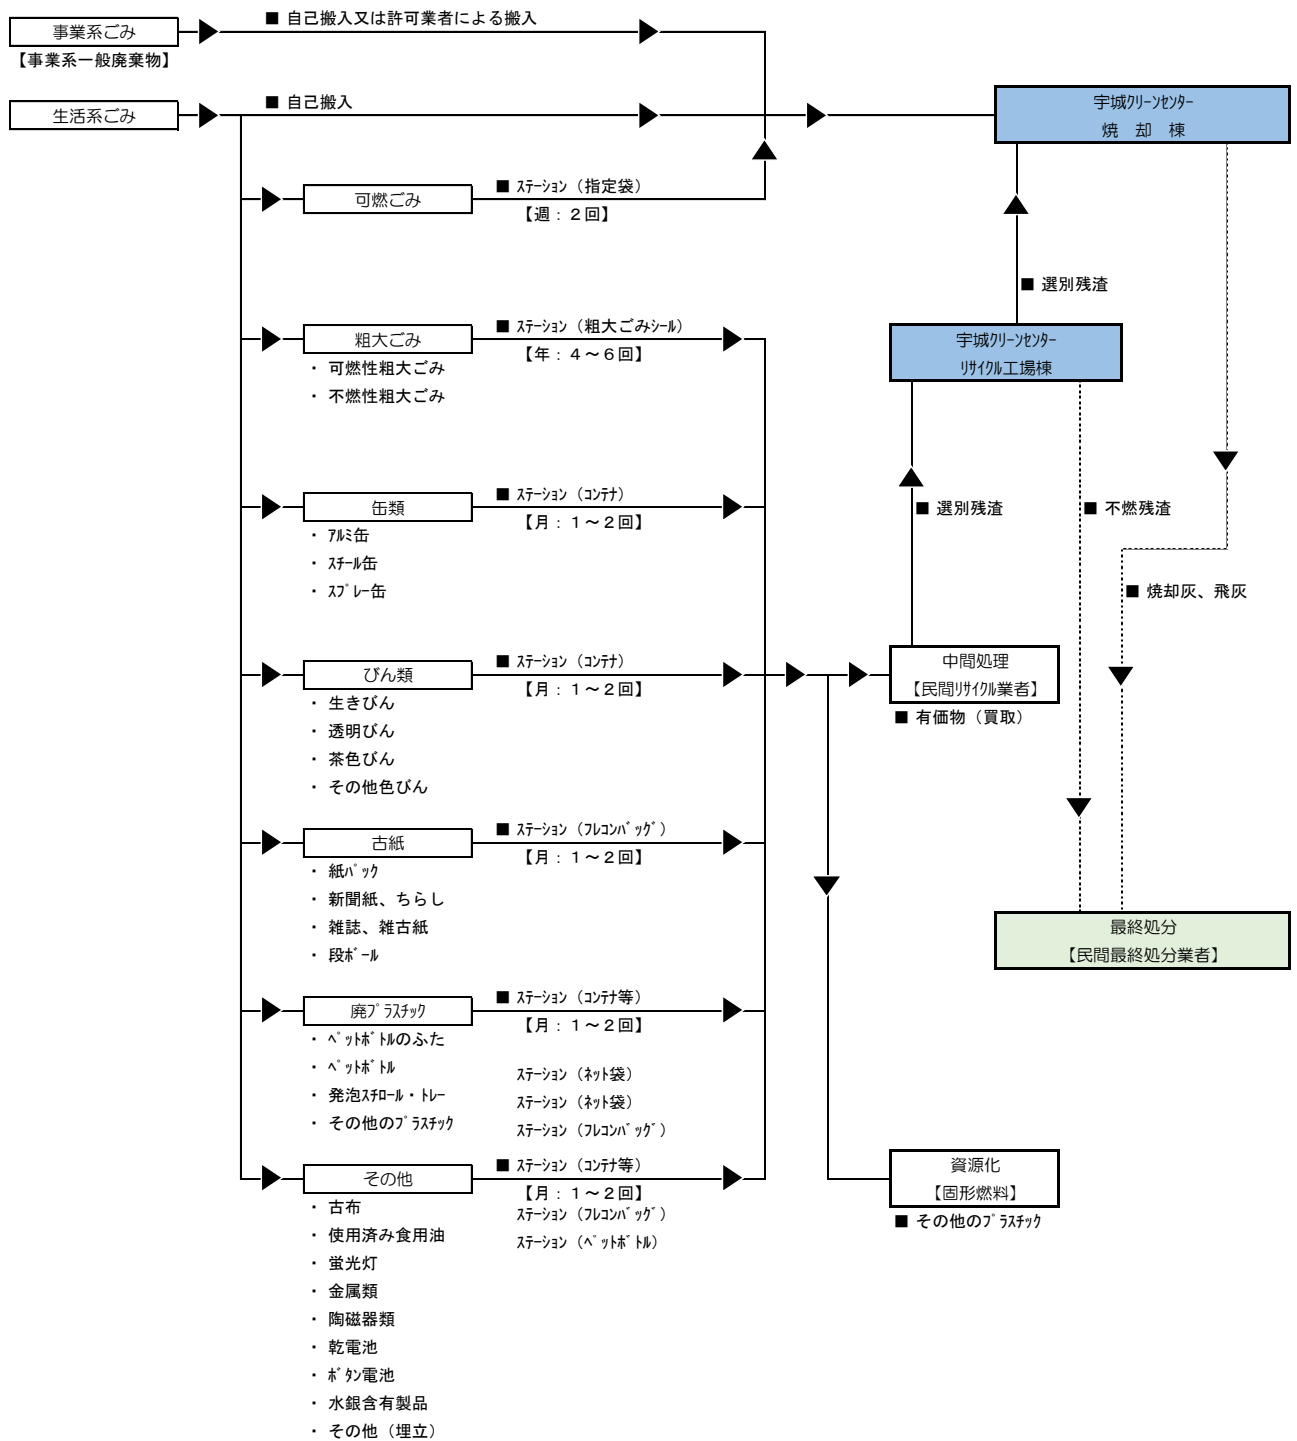 ■ 自己搬入又は許可業者による搬入
事業系ごみ
【事業系一般廃棄物】
■ 自己搬入
生活系ごみ
宇城ｸﾘｰﾝｾﾝﾀｰ
焼　却　棟
■ ｽﾃｰｼｮﾝ（指定袋）
可燃ごみ
【週：２回】
■ 選別残渣
■ ｽﾃｰｼｮﾝ（粗大ごみｼｰﾙ）
粗大ごみ
【年：４～６回】
・ 可燃性粗大ごみ
・ 不燃性粗大ごみ
宇城ｸﾘｰﾝｾﾝﾀｰ
ﾘｻｲｸﾙ工場棟
■ ｽﾃｰｼｮﾝ（ｺﾝﾃﾅ）
缶類
【月：１～２回】
・ ｱﾙﾐ缶
・ ｽﾁｰﾙ缶
・ ｽﾌﾟﾚｰ缶
■ 選別残渣
■ 不燃残渣
■ 焼却灰、飛灰
■ ｽﾃｰｼｮﾝ（ｺﾝﾃﾅ）
びん類
【月：１～２回】
・ 生きびん
・ 透明びん
・ 茶色びん
・ その他色びん
中間処理
【民間ﾘｻｲｸﾙ業者】
■ 有価物（買取）
■ ｽﾃｰｼｮﾝ（ﾌﾚｺﾝﾊﾞｯｸﾞ）
古紙
【月：１～２回】
・ 紙ﾊﾟｯｸ
・ 新聞紙、ちらし
・ 雑誌、雑古紙
・ 段ﾎﾞｰﾙ
最終処分
【民間最終処分業者】
■ ｽﾃｰｼｮﾝ（ｺﾝﾃﾅ等）
廃ﾌﾟﾗｽﾁｯｸ
【月：１～２回】
・ ﾍﾟｯﾄﾎﾞﾄﾙのふた
・ ﾍﾟｯﾄﾎﾞﾄﾙ
ｽﾃｰｼｮﾝ（ﾈｯﾄ袋）
・ 発泡ｽﾁﾛｰﾙ・ﾄﾚｰ
ｽﾃｰｼｮﾝ（ﾈｯﾄ袋）
・ その他のﾌﾟﾗｽﾁｯｸ
ｽﾃｰｼｮﾝ（ﾌﾚｺﾝﾊﾞｯｸﾞ）
■ ｽﾃｰｼｮﾝ（ｺﾝﾃﾅ等）
その他
【月：１～２回】
・ 古布
ｽﾃｰｼｮﾝ（ﾌﾚｺﾝﾊﾞｯｸﾞ）
・ 使用済み食用油
ｽﾃｰｼｮﾝ（ﾍﾟｯﾄﾎﾞﾄﾙ）
・ 蛍光灯
・ 金属類
・ 陶磁器類
・ 乾電池
・ ﾎﾞﾀﾝ電池
・ 水銀含有製品
・ その他（埋立）
資源化
【固形燃料】
■ その他のﾌﾟﾗｽﾁｯｸ